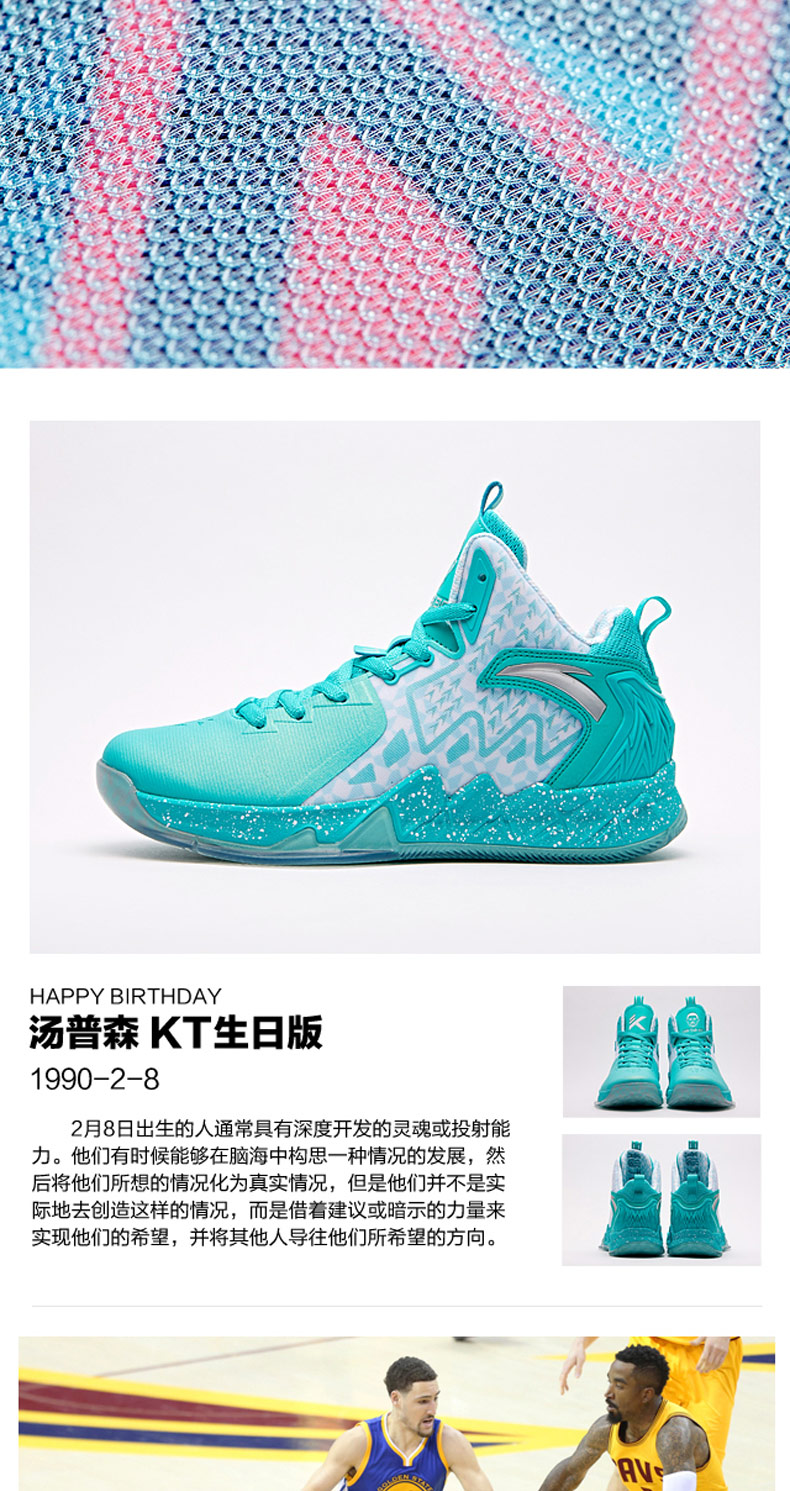 HAPPY BIRTHDAY
汤普森 KT生日版
1990-2-8
2月8日出生的人通常具有深度开发的灵魂或投射能
力。他们有时候能够在脑海中构思一种情况的发展，然
后将他们所想的情况化为真实情况，但是他们并不是实
际地去创造这样的情况，而是借着建议或暗示的力量来
实现他们的希望，并将其他人导往他们所希望的方向。
GOLDEN STATE
AVS